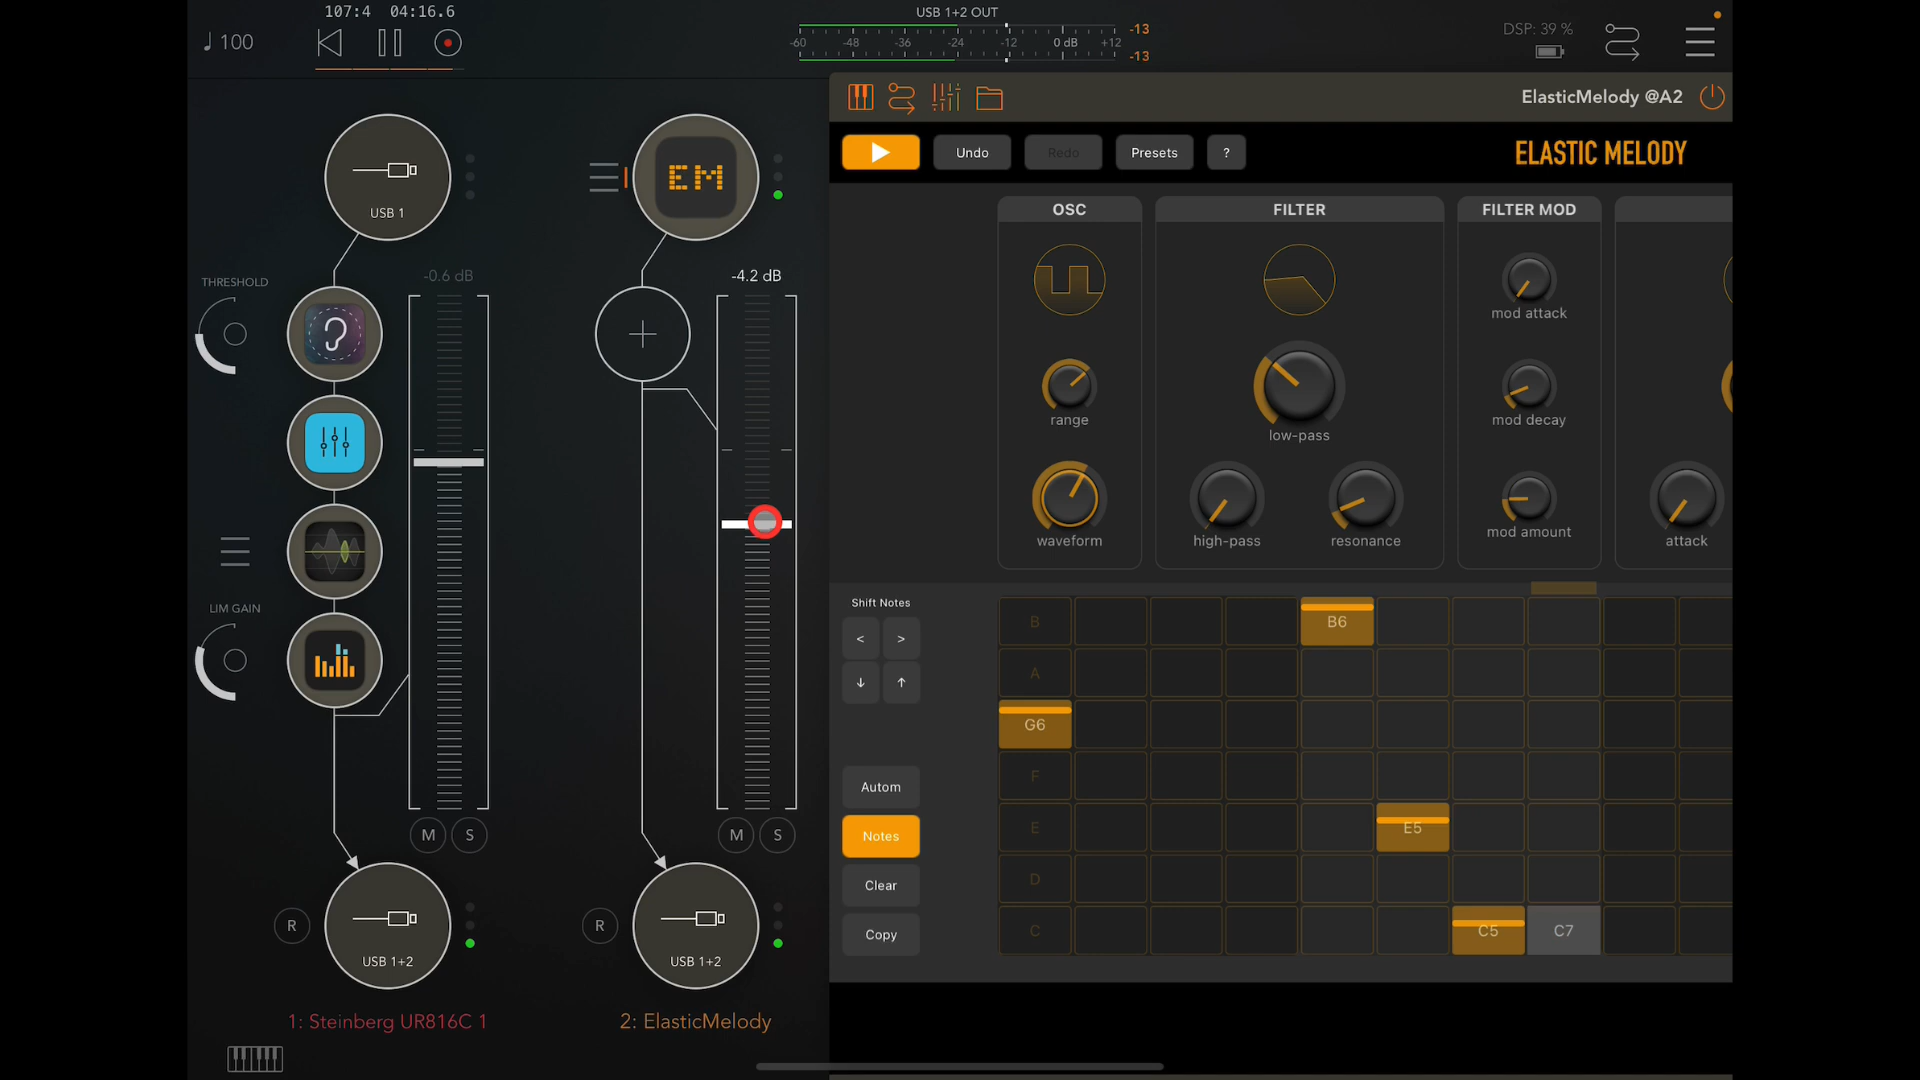 107:4 04:16.6
100
USB 1+2 OUT
-60 -48 -36 -24 -12 0 dB +12
-13
-13
DSP: 39 %
ElasticMelody @A2
Undo
Redo
Presets
?
ELASTIC MELODY
USB 1
EM
THRESHOLD
-0.6 dB
-4.2 dB
LIM GAIN
M S
M S
R
USB 1+2
R
USB 1+2
1: Steinberg UR816C 1
2: ElasticMelody
OSC
range
waveform
FILTER
low-pass
high-pass
resonance
FILTER MOD
mod attack
mod decay
mod amount
attack
Shift Notes
< >
↓ ↑
Autom
Notes
Clear
Copy
B B6
A
G6
F
E E5
D
C C5 C7